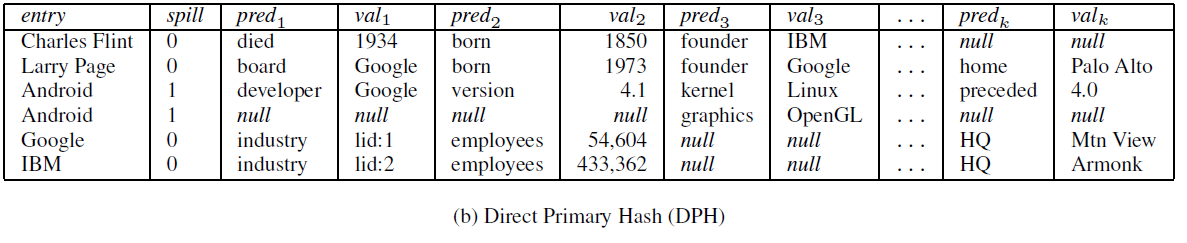 entry spill pred1 val1 pred2 val2 pred3 val3 . . . predk valk
Charles Flint 0 died 1934 born 1850 founder IBM . . . null null
Larry Page 0 board Google born 1973 founder Google . . . home Palo Alto
Android 1 developer Google version 4.1 kernel Linux . . . preceded 4.0
Android 1 null null null null graphics OpenGL . . . null null
Google 0 industry lid:1 employees 54,604 null null . . . HQ Mtn View
IBM 0 industry lid:2 employees 433,362 null null . . . HQ Armonk
(b) Direct Primary Hash (DPH)